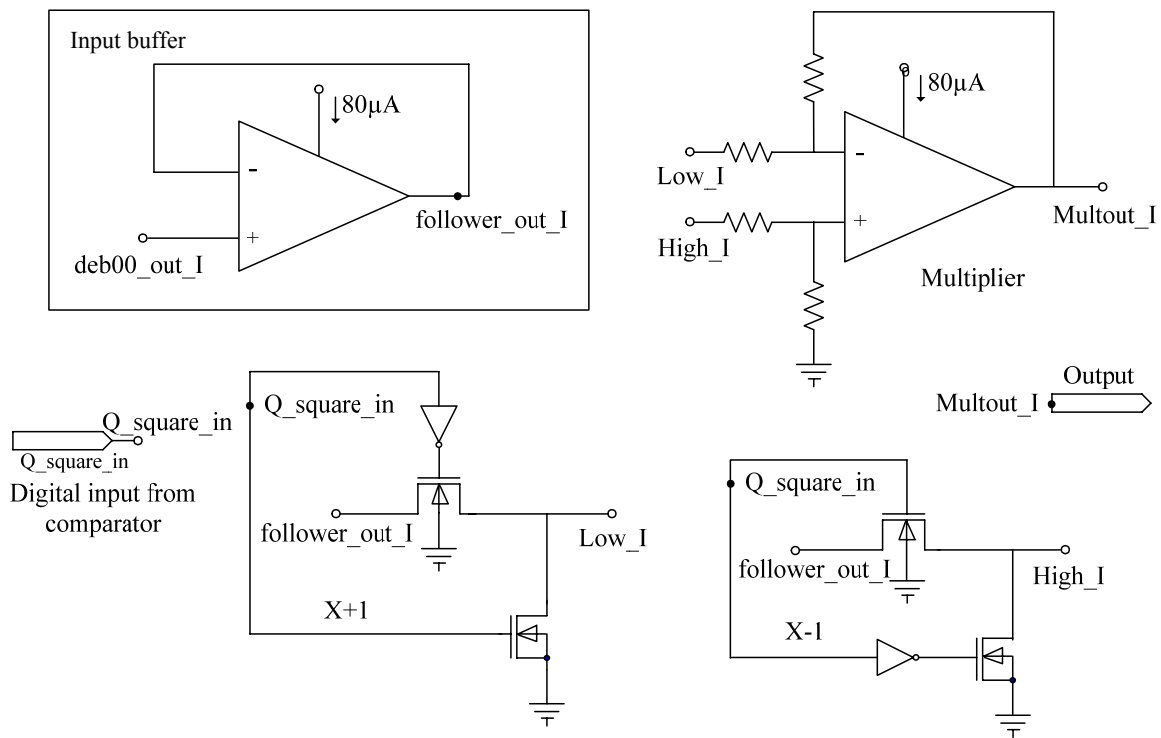 Input buffer
80µA
-
+
follower_out_I
deb00_out_I
80µA
-
+
Low_I
High_I
Multout_I
Multiplier
Q_square_in
Q_square_in
Digital input from
comparator
Q_square_in
follower_out_I
Low_I
X+1
Output
Multout_I
Q_square_in
follower_out_I
High_I
X-1